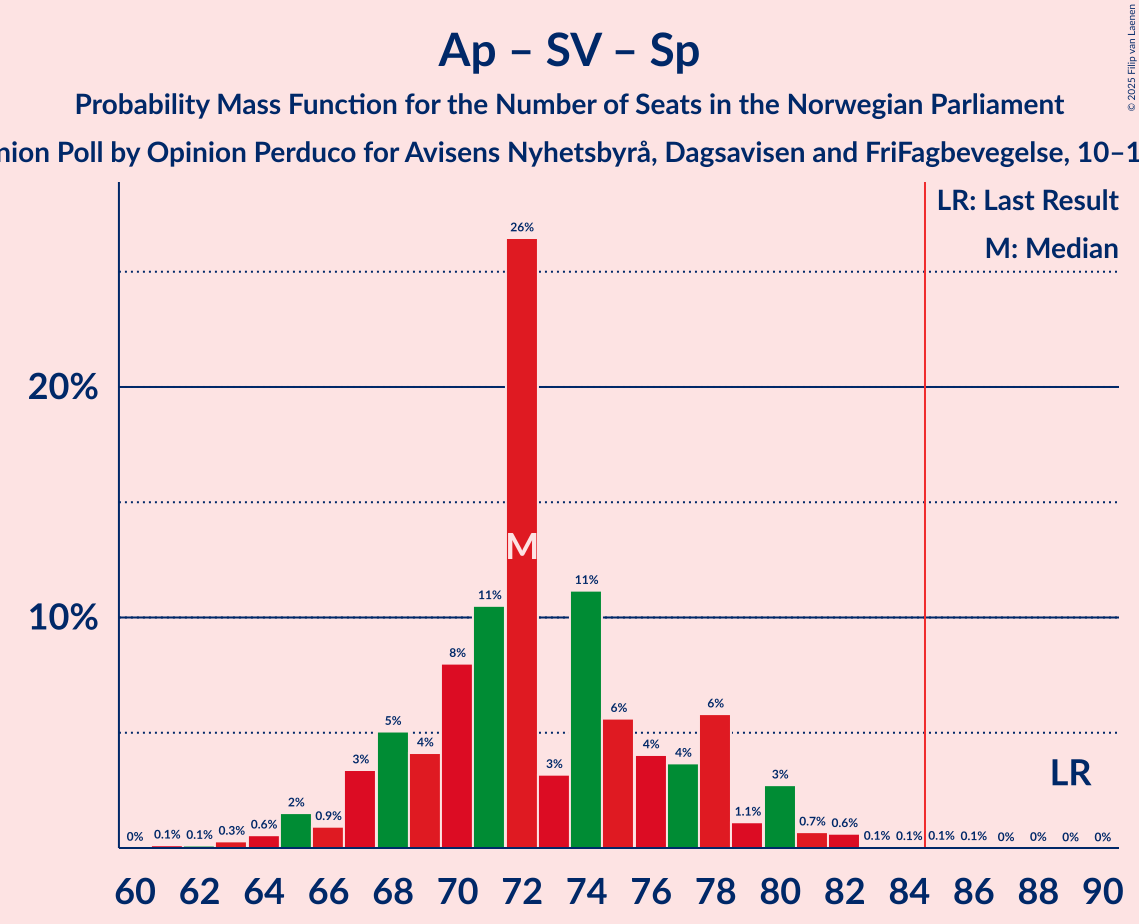 Ap – SV – Sp
Probability Mass Function for the Number of Seats in the Norwegian Parliament
Poll by Opinion Perduco for Avisens Nyhetsbyrå, Dagsavisen and FriFagbevegelse,
© 2025 Filip van Laenen
LR: Last Result
M: Median
26%
20%
M
11% 11%
10%
8%
6% 6%
5%
4% 4% 4%
3% 3% 3%
LR
2%
0% 0.1% 0.1% 0.3% 0.6% 0.9% 1.1% 0.7% 0.6% 0.1% 0.1% 0.1% 0.1% 0% 0% 0% 0%
60 62 64 66 68 70 72 74 76 78 80 82 84 86 88 90